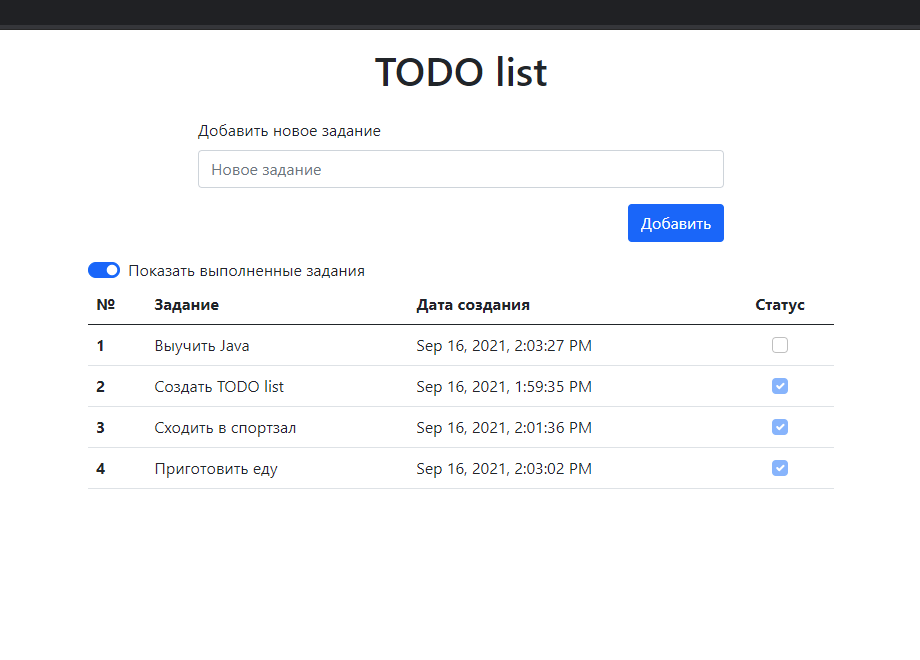 TODO list
Добавить новое задание
Новое задание
Добавить
Показать выполненные задания
№ Задание Дата создания Статус
1 Выучить Java Sep 16, 2021, 2:03:27 PM
2 Создать TODO list Sep 16, 2021, 1:59:35 PM
3 Сходить в спортзал Sep 16, 2021, 2:01:36 PM
4 Приготовить еду Sep 16, 2021, 2:03:02 PM